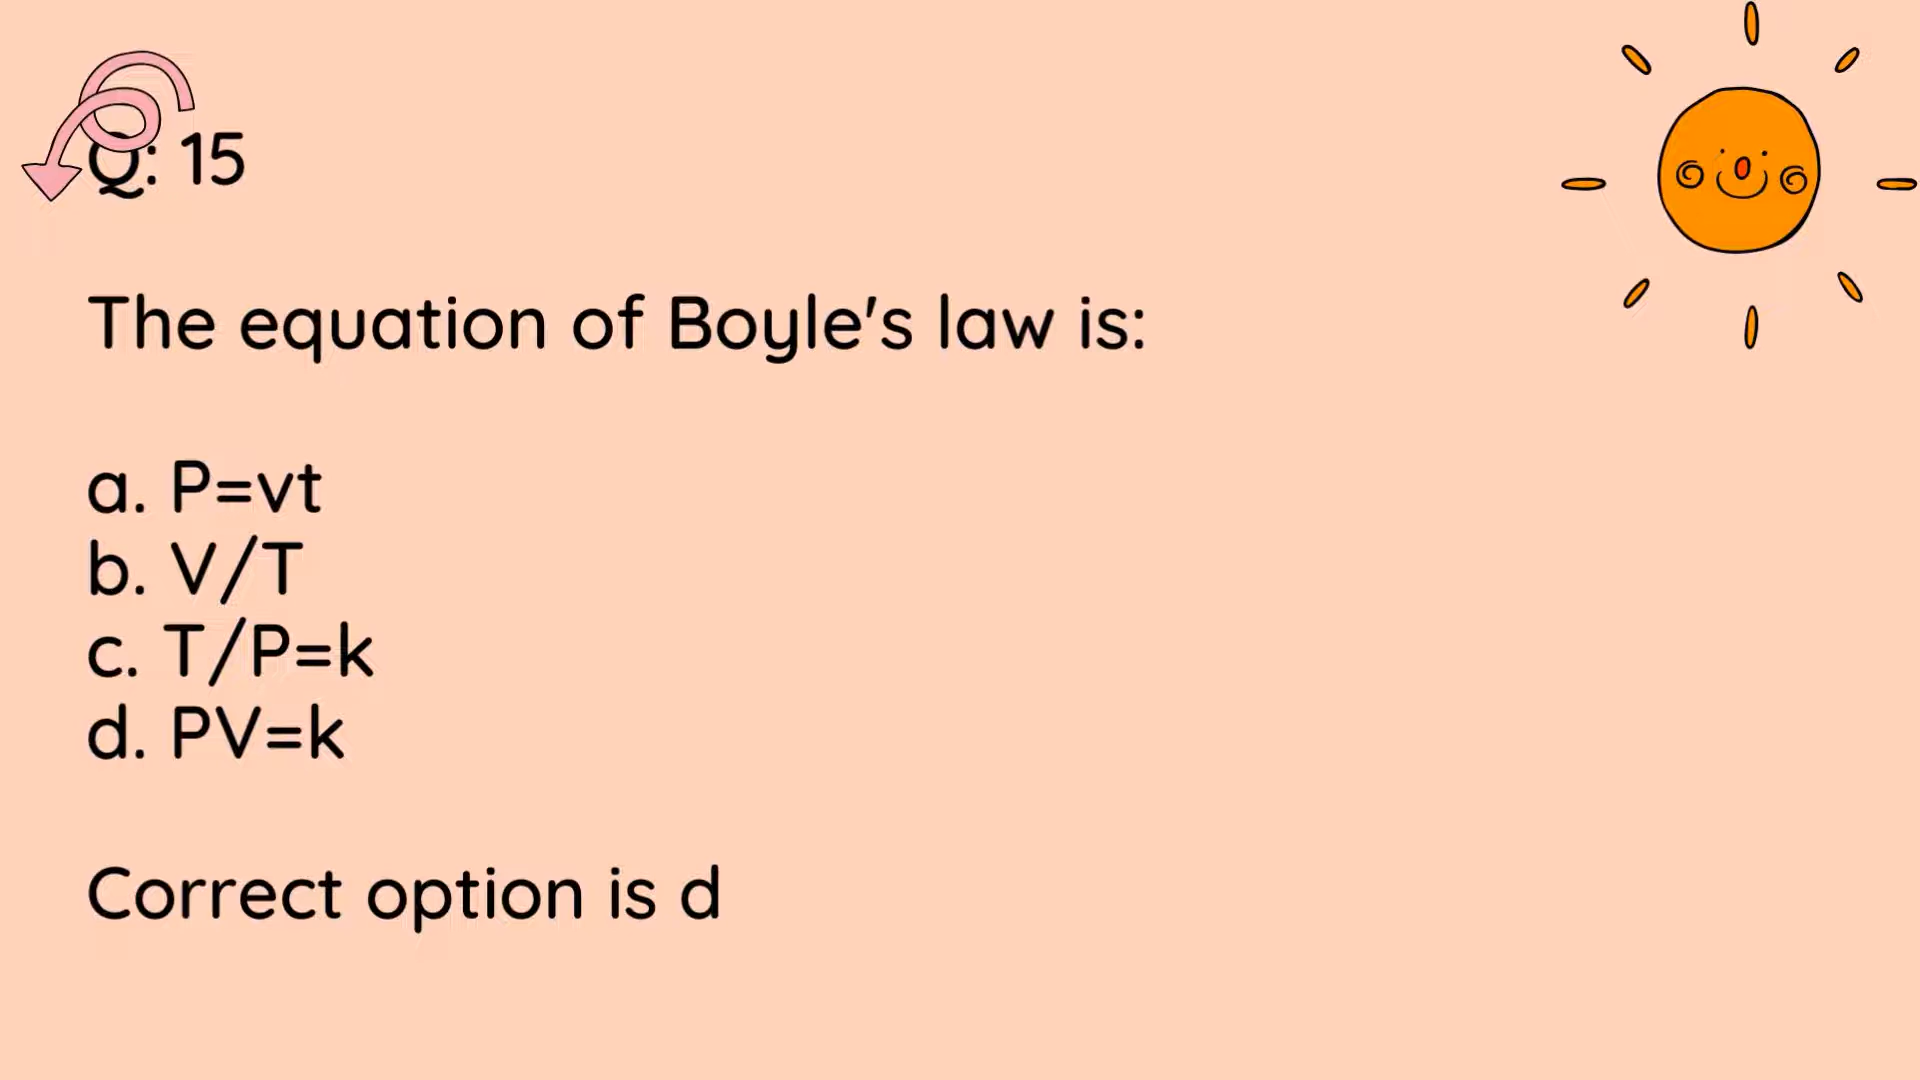 Q: 15
The equation of Boyle's law is:
a. P=vt
b. V/T
c. T/P=k
d. PV=k
Correct option is d